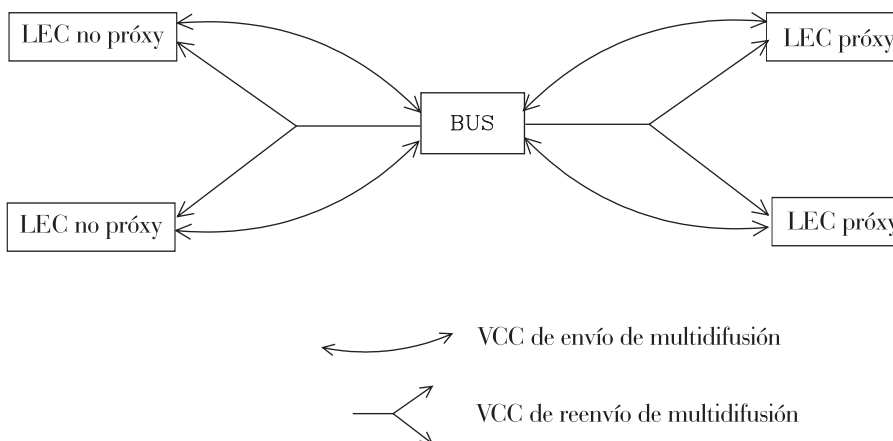 LEC no próxy
LEC próxy
BUS
LEC no próxy
LEC próxy
VCC de envío de multidifusión
VCC de reenvío de multidifusión